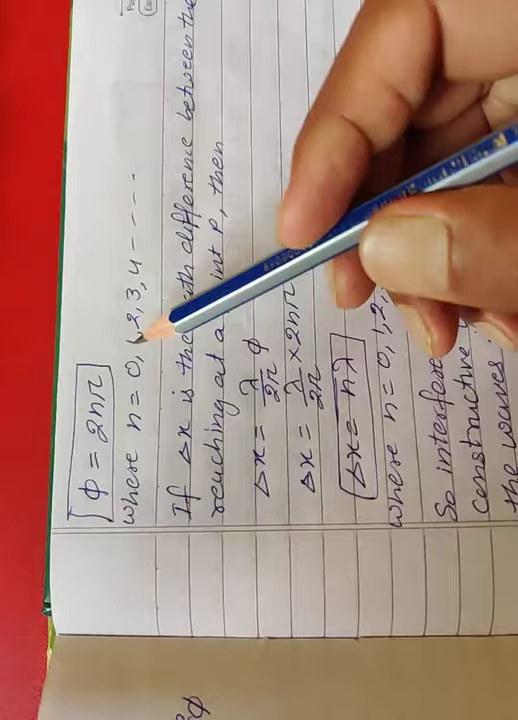 ϕ = 2nπ
where n = 0, 1, 2, 3, 4 - - - -
If Δx is the path difference between the
reaching at a point P, then
Δx = λ/2π ϕ
Δx = λ/2π × 2nπ
Δx = nλ
where n = 0, 1, 2,
So interfere
constructive
the waves.